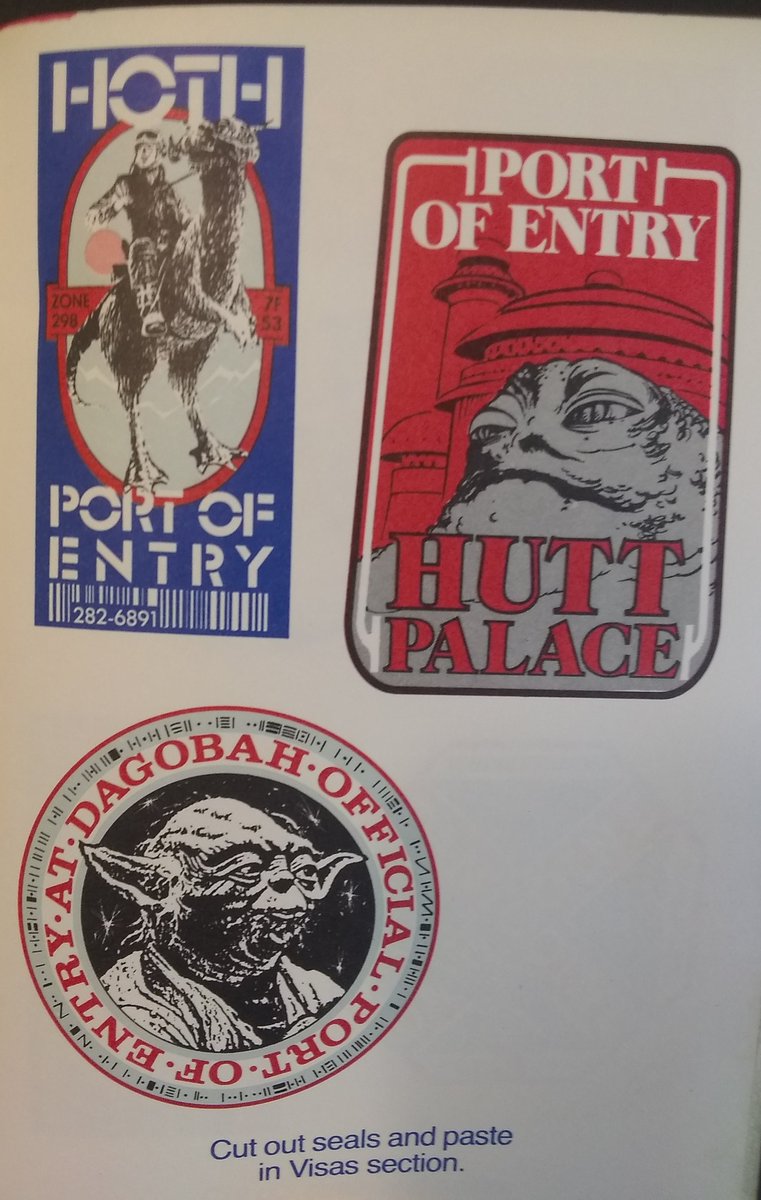 HOTH
ZONE
298
7F
53
PORT OF
ENTRY
282-6891
PORT
OF ENTRY
HUTT
PALACE
DAGOBAH · OFFICIAL · PORT · OF · ENTRY · AT ·
Cut out seals and paste
in Visas section.